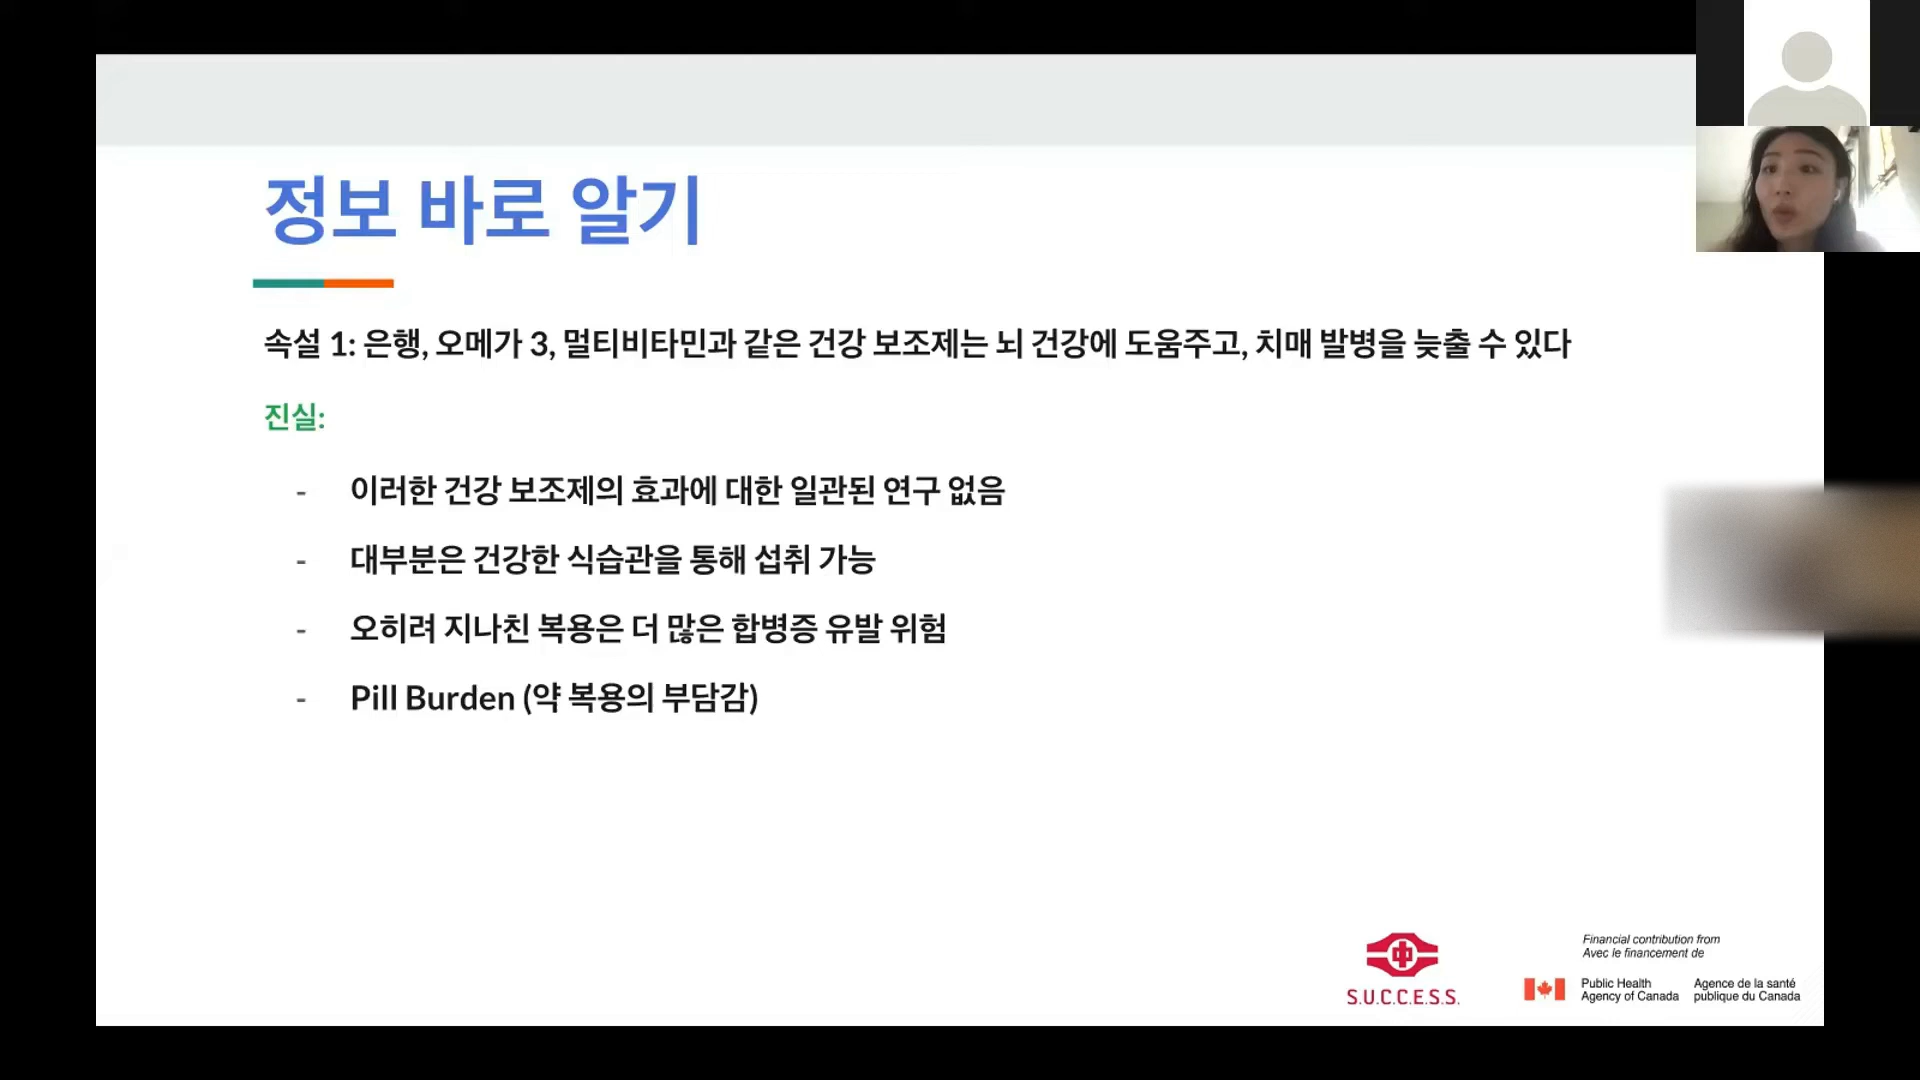 정보 바로 알기
속설 1: 은행, 오메가 3, 멀티비타민과 같은 건강 보조제는 뇌 건강에 도움주고, 치매 발병을 늦출 수 있다
진실:
- 이러한 건강 보조제의 효과에 대한 일관된 연구 없음
- 대부분은 건강한 식습관을 통해 섭취 가능
- 오히려 지나친 복용은 더 많은 합병증 유발 위험
- Pill Burden (약 복용의 부담감)
S.U.C.C.E.S.S.
Financial contribution from
Avec le financement de
Public Health
Agency of Canada
Agence de la santé
publique du Canada